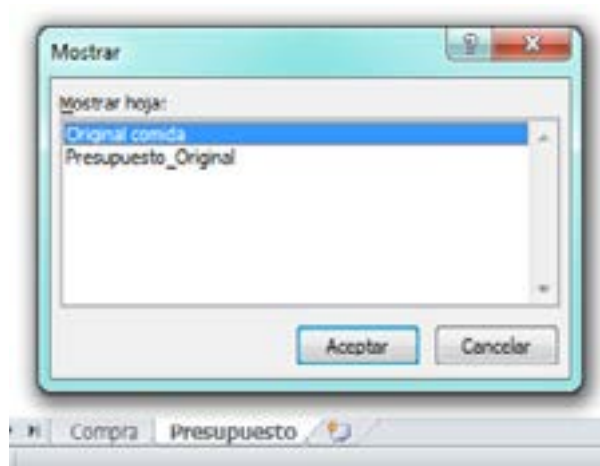 Mostrar
Mostrar hoja:
Original comida
Presupuesto_Original
Aceptar Cancelar
Compra Presupuesto